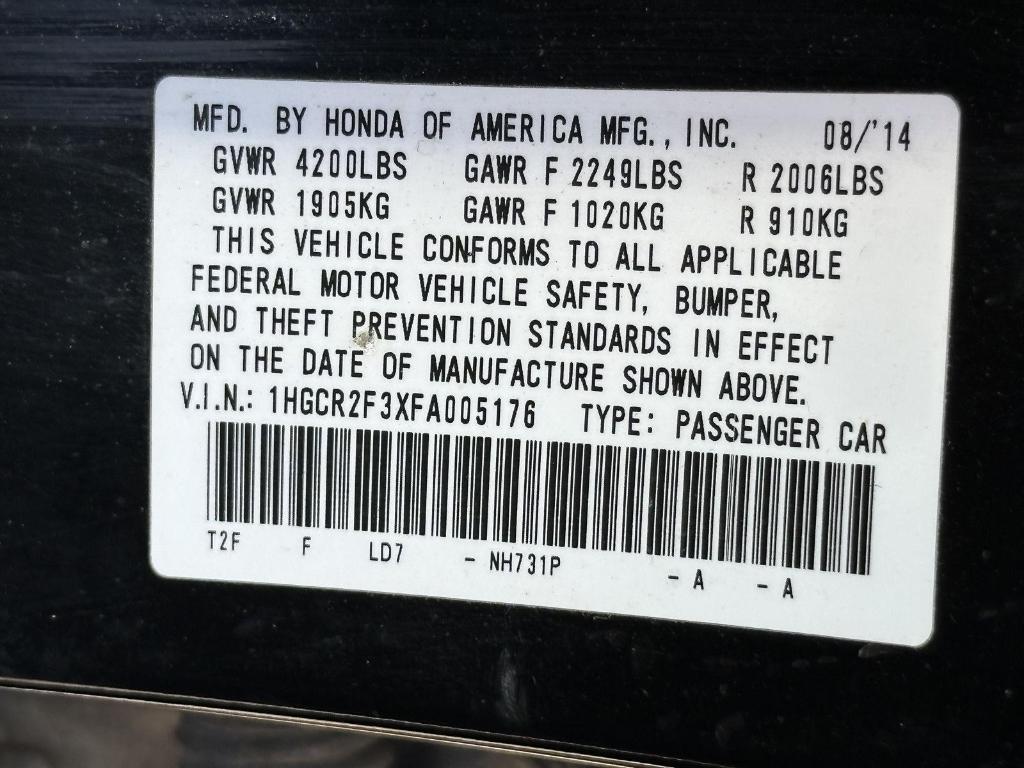 MFD. BY HONDA OF AMERICA MFG., INC. 08/'14
GVWR 4200LBS GAWR F 2249LBS R 2006LBS
GVWR 1905KG GAWR F 1020KG R 910KG
THIS VEHICLE CONFORMS TO ALL APPLICABLE
FEDERAL MOTOR VEHICLE SAFETY, BUMPER,
AND THEFT PREVENTION STANDARDS IN EFFECT
ON THE DATE OF MANUFACTURE SHOWN ABOVE.
V.I.N.: 1HGCR2F3XFA005176 TYPE: PASSENGER CAR
T2F F LD7 - NH731P - A - A